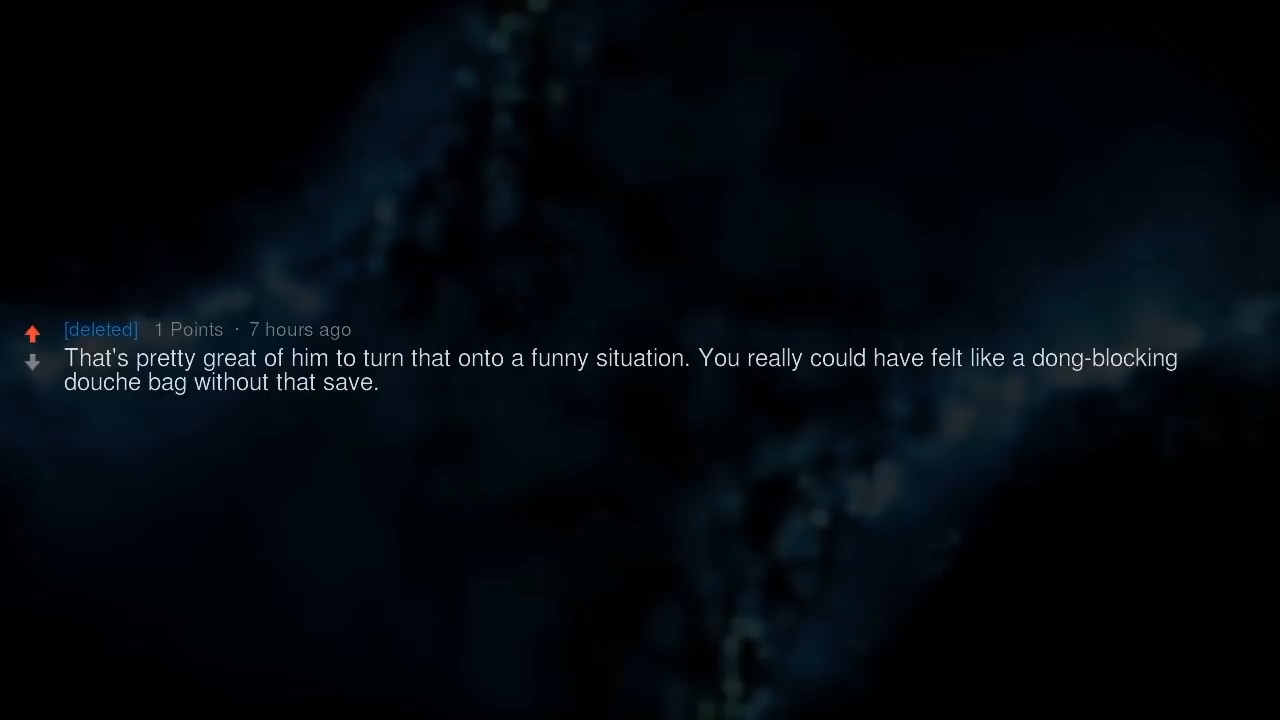 [deleted] 1 Points · 7 hours ago
That's pretty great of him to turn that onto a funny situation. You really could have felt like a dong-blocking
douche bag without that save.